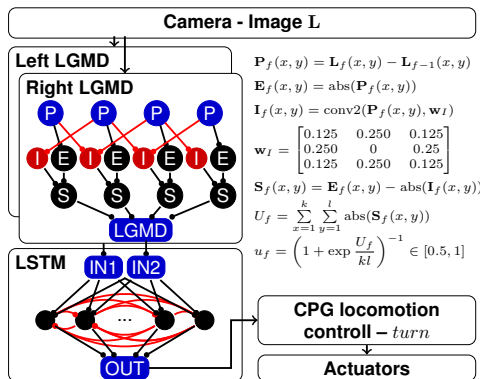 Camera - Image L
Left LGMD
Right LGMD
P P P P
I E I E I E I E
S S S S
LGMD
LSTM
IN1 IN2
...
OUT
P_f(x, y) = L_f(x, y) − L_{f−1}(x, y)
E_f(x, y) = abs(P_f(x, y))
I_f(x, y) = conv2(P_f(x, y), w_I)
w_I = [0.125 0.250 0.125
0.250 0 0.25
0.125 0.250 0.125]
S_f(x, y) = E_f(x, y) − abs(I_f(x, y))
U_f = ∑_{x=1}^{k} ∑_{y=1}^{l} abs(S_f(x, y))
u_f = (1 + exp U_f/kl)^{−1} ∈ [0.5, 1]
CPG locomotion
controll – turn
Actuators